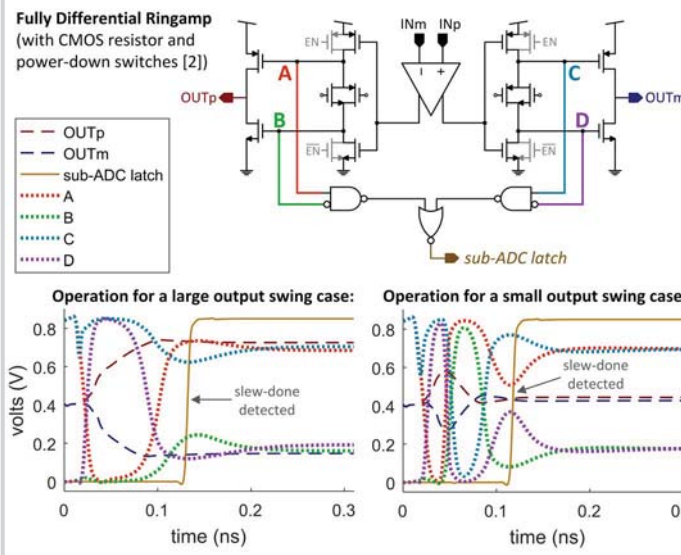 Fully Differential Ringamp
(with CMOS resistor and
power-down switches [2])
INm INp
EN
EN
A
C
OUTp
OUTm
B
D
EN
EN
OUTp
OUTm
sub-ADC latch
A
B
C
D
sub-ADC latch
Operation for a large output swing case:
Operation for a small output swing case
volts (V)
0.8
0.6
0.4
0.2
0
slew-done
detected
0 0.1 0.2 0.3
time (ns)
0.8
0.6
0.4
0.2
0
slew-done
detected
0 0.1 0.2
time (ns)